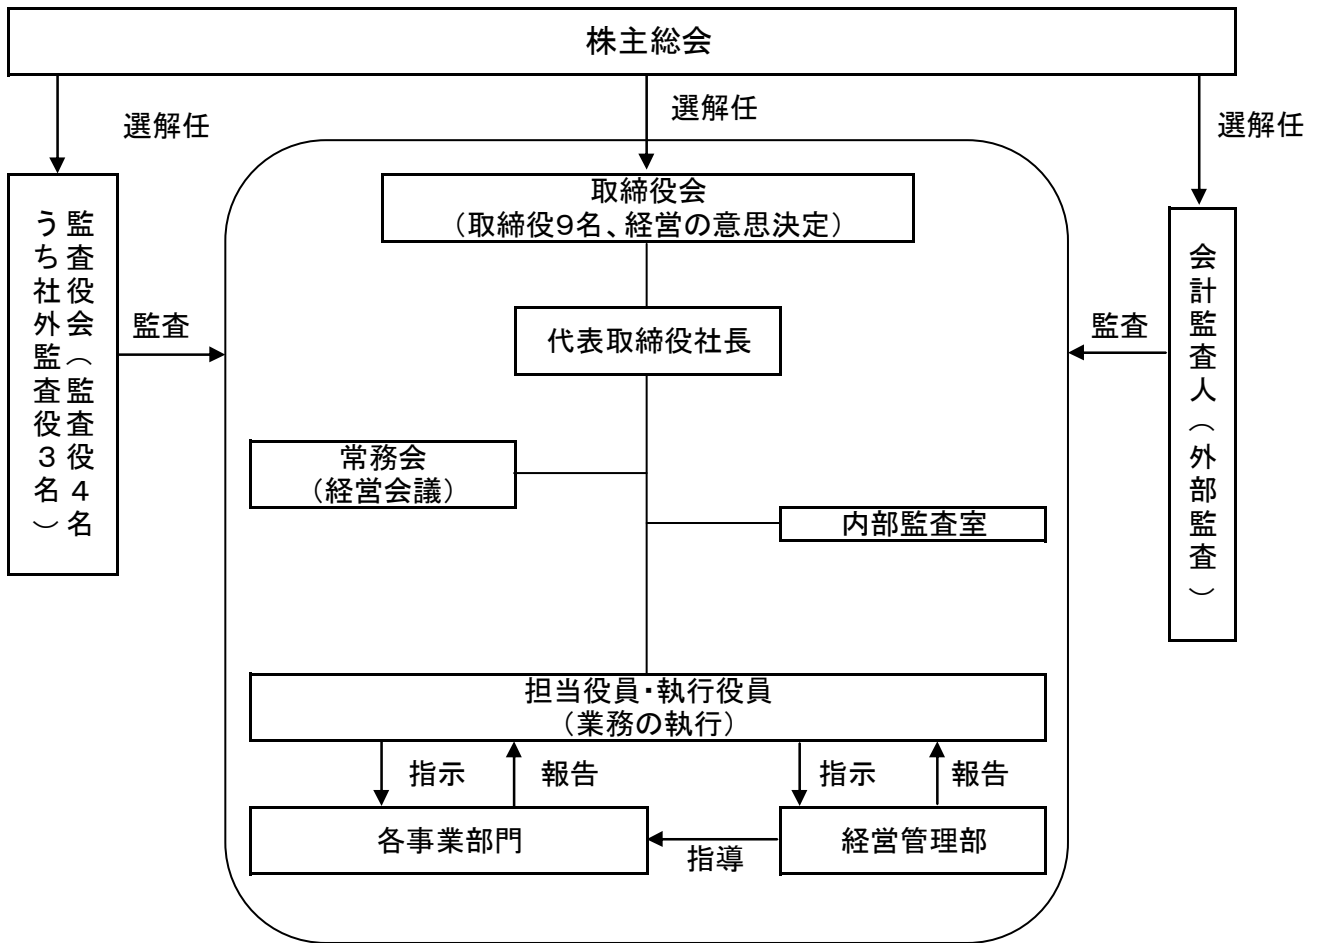 株主総会
選解任
選解任
選解任
取締役会
（取締役9名、経営の意思決定）
監査役会（監査役4名
うち社外監査役3名）
会計監査人（外部監査）
監査
監査
代表取締役社長
常務会
（経営会議）
内部監査室
担当役員・執行役員
（業務の執行）
指示
報告
指示
報告
各事業部門
経営管理部
指導